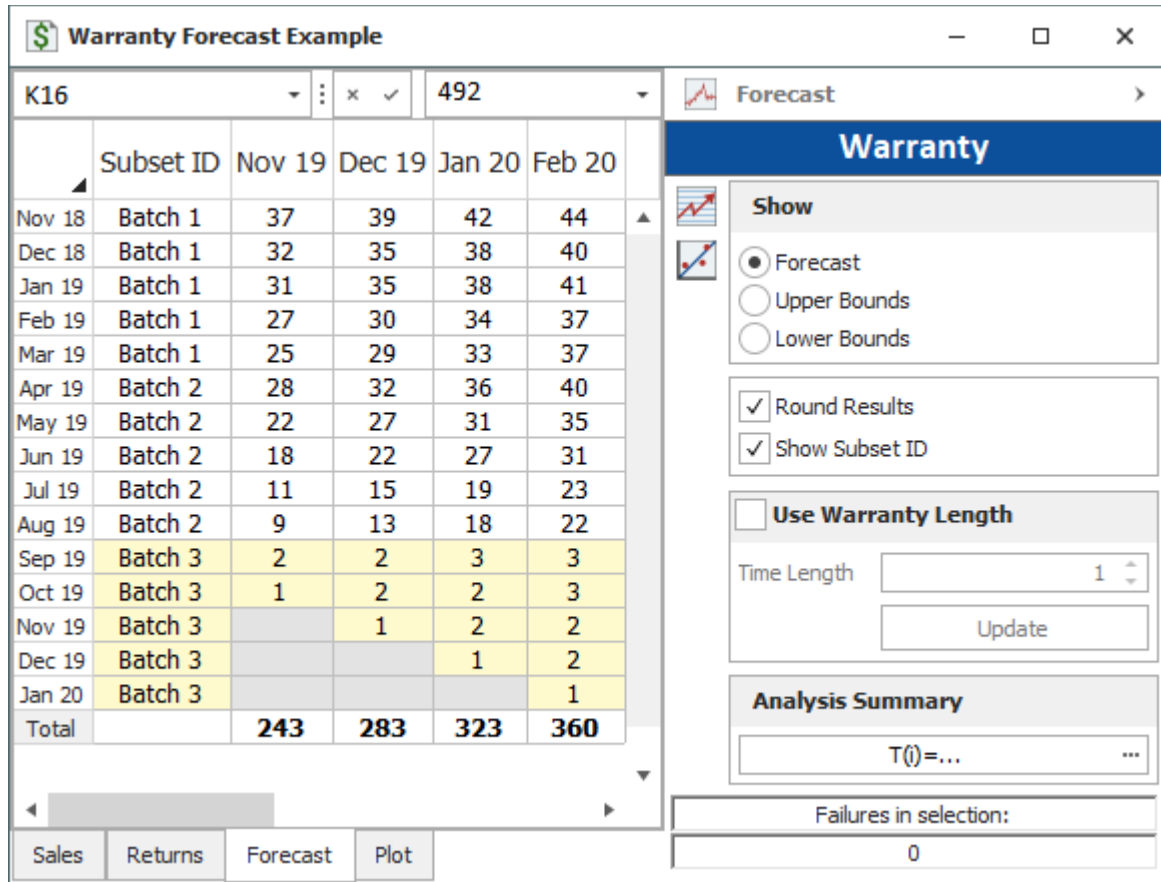 Warranty Forecast Example
K16 492
Subset ID Nov 19 Dec 19 Jan 20 Feb 20
Nov 18 Batch 1 37 39 42 44
Dec 18 Batch 1 32 35 38 40
Jan 19 Batch 1 31 35 38 41
Feb 19 Batch 1 27 30 34 37
Mar 19 Batch 1 25 29 33 37
Apr 19 Batch 2 28 32 36 40
May 19 Batch 2 22 27 31 35
Jun 19 Batch 2 18 22 27 31
Jul 19 Batch 2 11 15 19 23
Aug 19 Batch 2 9 13 18 22
Sep 19 Batch 3 2 2 3 3
Oct 19 Batch 3 1 2 2 3
Nov 19 Batch 3 1 2 2
Dec 19 Batch 3 1 2
Jan 20 Batch 3 1
Total 243 283 323 360
Sales Returns Forecast Plot
Forecast
Warranty
Show
Forecast
Upper Bounds
Lower Bounds
Round Results
Show Subset ID
Use Warranty Length
Time Length 1
Update
Analysis Summary
T(i)=... ...
Failures in selection:
0